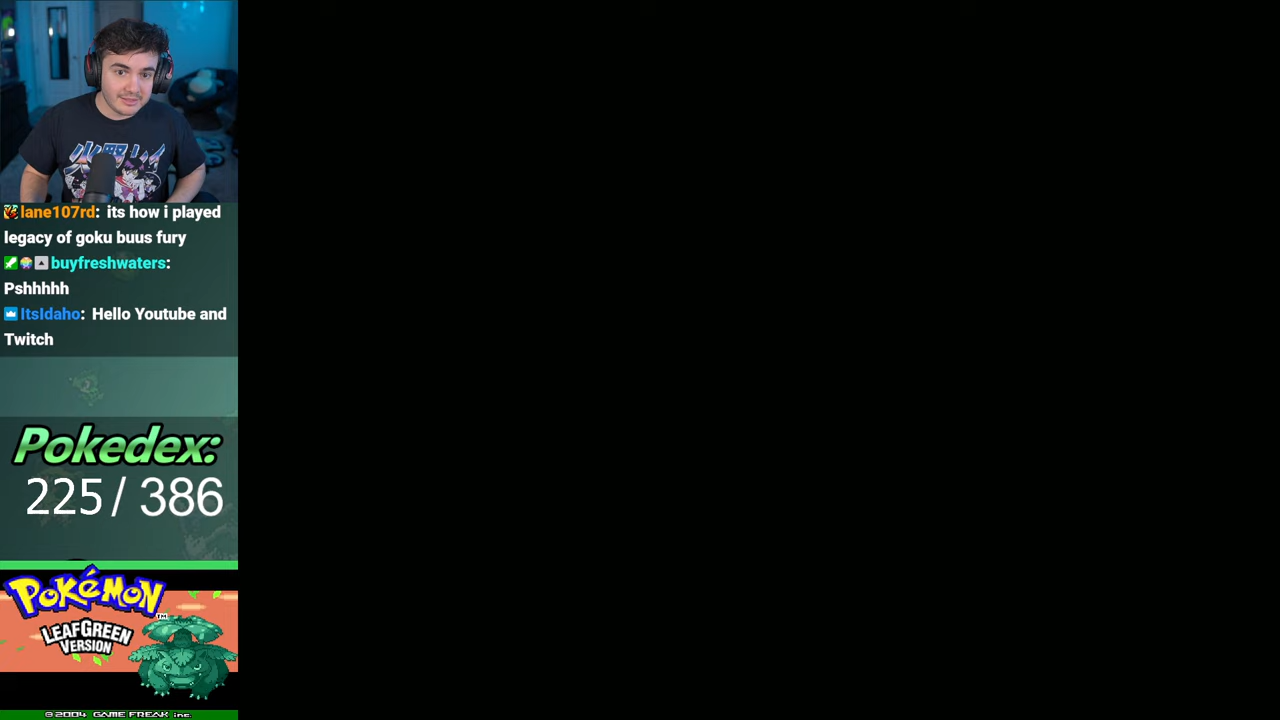 lane107rd: its how i played
legacy of goku buus fury
buyfreshwaters:
Pshhhhh
ItsIdaho: Hello Youtube and
Twitch
Pokedex:
225 / 386
POKéMON
TM
LEAFGREEN
VERSION
©2004 GAME FREAK inc.